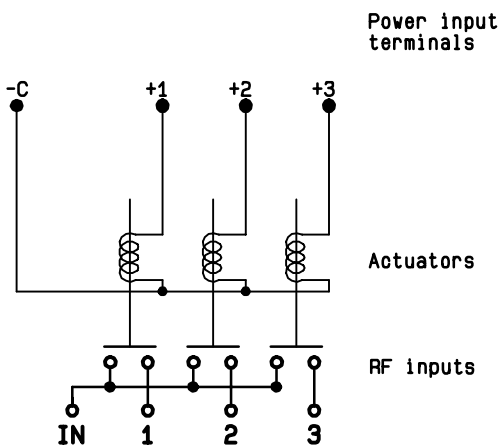 Power input
terminals
-C +1 +2 +3
Actuators
RF inputs
IN 1 2 3